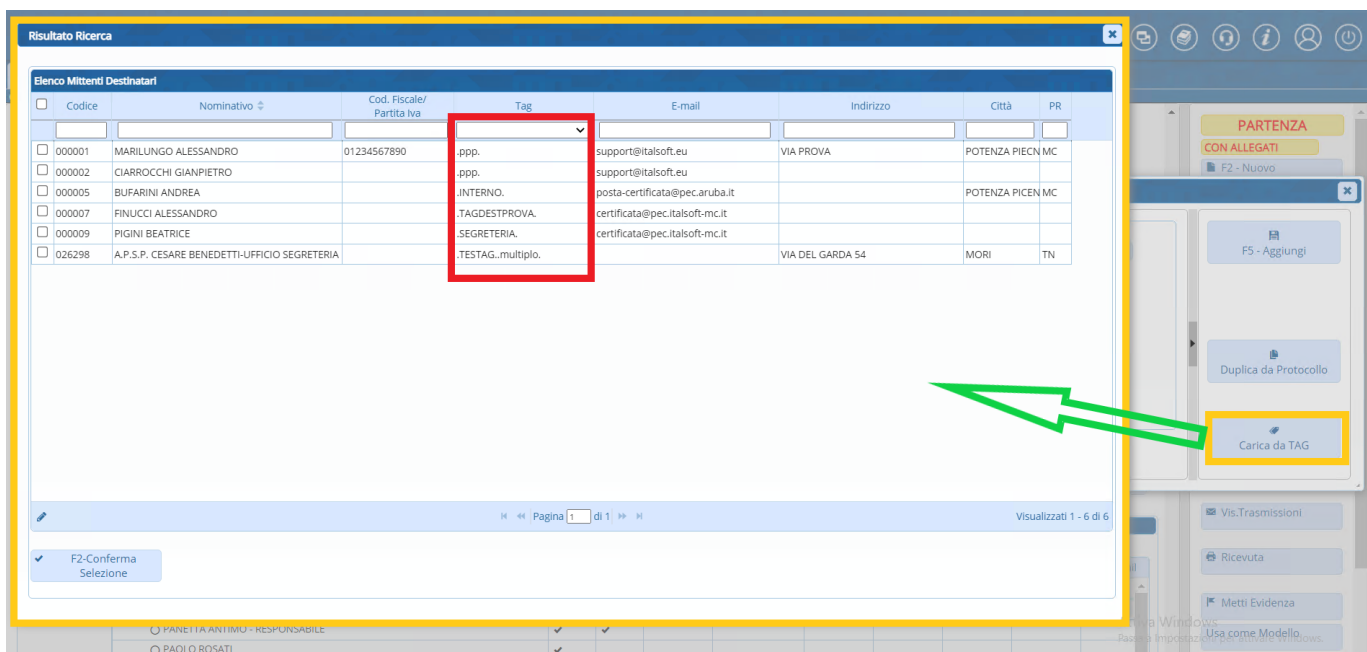 Risultato Ricerca
Elenco Mittenti Destinatari
Codice Nominativo Cod. Fiscale/ Partita Iva Tag E-mail Indirizzo Città PR
000001 MARILUNGO ALESSANDRO 01234567890 .ppp. support@italsoft.eu VIA PROVA POTENZA PIECN MC
000002 CIARROCCHI GIANPIETRO .ppp. support@italsoft.eu
000005 BUFARINI ANDREA .INTERNO. posta-certificata@pec.aruba.it POTENZA PICEN MC
000007 FINUCCI ALESSANDRO .TAGDESTPROVA. certificata@pec.italsoft-mc.it
000009 PIGINI BEATRICE .SEGRETERIA. certificata@pec.italsoft-mc.it
026298 A.P.S.P. CESARE BENEDETTI-UFFICIO SEGRETERIA .TESTAG..multiplo. VIA DEL GARDA 54 MORI TN
Pagina 1 di 1
Visualizzati 1 - 6 di 6
F2-Conferma
Selezione
PARTENZA
CON ALLEGATI
F2 - Nuovo
F5 - Aggiungi
Duplica da Protocollo
Carica da TAG
Vis.Trasmissioni
Ricevuta
Metti Evidenza
Usa come Modello
PANETTA ANTIMO - RESPONSABILE
PAOLO ROSATI